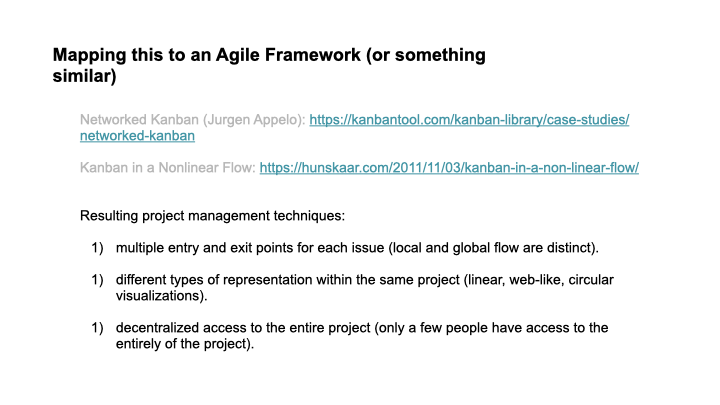 Mapping this to an Agile Framework (or something
similar)
Networked Kanban (Jurgen Appelo): https://kanbantool.com/kanban-library/case-studies/
networked-kanban
Kanban in a Nonlinear Flow: https://hunskaar.com/2011/11/03/kanban-in-a-non-linear-flow/
Resulting project management techniques:
1) multiple entry and exit points for each issue (local and global flow are distinct).
1) different types of representation within the same project (linear, web-like, circular
visualizations).
1) decentralized access to the entire project (only a few people have access to the
entirely of the project).